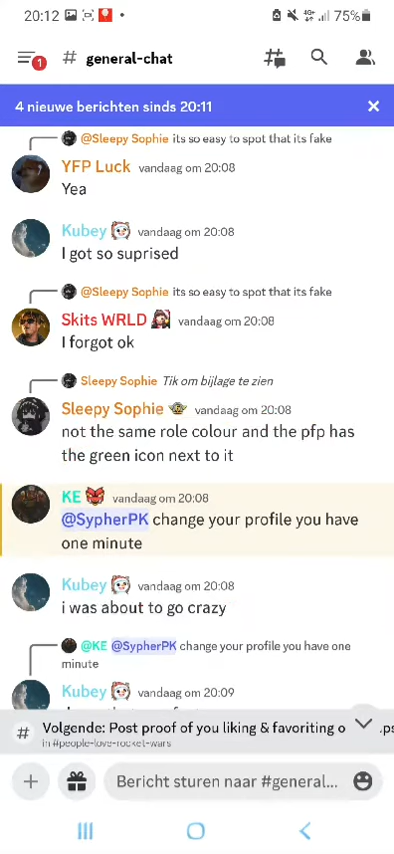 20:12
4G+
75%
1
# general-chat
4 nieuwe berichten sinds 20:11
@Sleepy Sophie its so easy to spot that its fake
YFP Luck vandaag om 20:08
Yea
Kubey vandaag om 20:08
I got so suprised
@Sleepy Sophie its so easy to spot that its fake
Skits WRLD vandaag om 20:08
I forgot ok
Sleepy Sophie Tik om bijlage te zien
Sleepy Sophie vandaag om 20:08
not the same role colour and the pfp has
the green icon next to it
KE vandaag om 20:08
@SypherPK change your profile you have
one minute
Kubey vandaag om 20:08
i was about to go crazy
@KE @SypherPK change your profile you have one
minute
Kubey vandaag om 20:09
# Volgende: Post proof of you liking & favoriting o
in #people-love-rocket-wars
Bericht sturen naar #general...